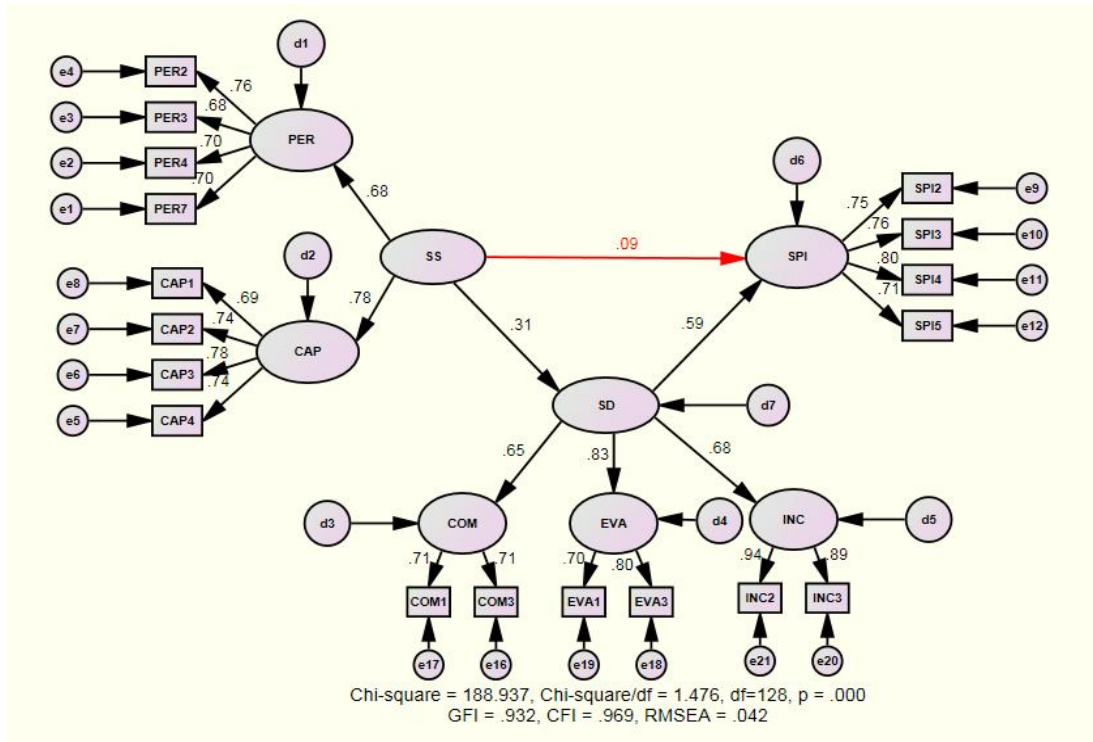 d1
e4 PER2 .76
e3 PER3 .68
PER
e2 PER4 .70
e1 PER7 .70
.68
d6
SPI2 e9
.75
SPI3 e10
.76
SPI4 e11
.80
SPI5 e12
.71
SPI
SS
.09
d2
e8 CAP1 .69
e7 CAP2 .74
e6 CAP3 .78
e5 CAP4 .74
CAP
.78
.31
.59
SD
d7
.65
.83
.68
d3
COM
EVA
d4
INC
d5
.71 .71 .70 .80 .94 .89
COM1 COM3 EVA1 EVA3 INC2 INC3
e17 e16 e19 e18 e21 e20
Chi-square = 188.937, Chi-square/df = 1.476, df=128, p = .000
GFI = .932, CFI = .969, RMSEA = .042